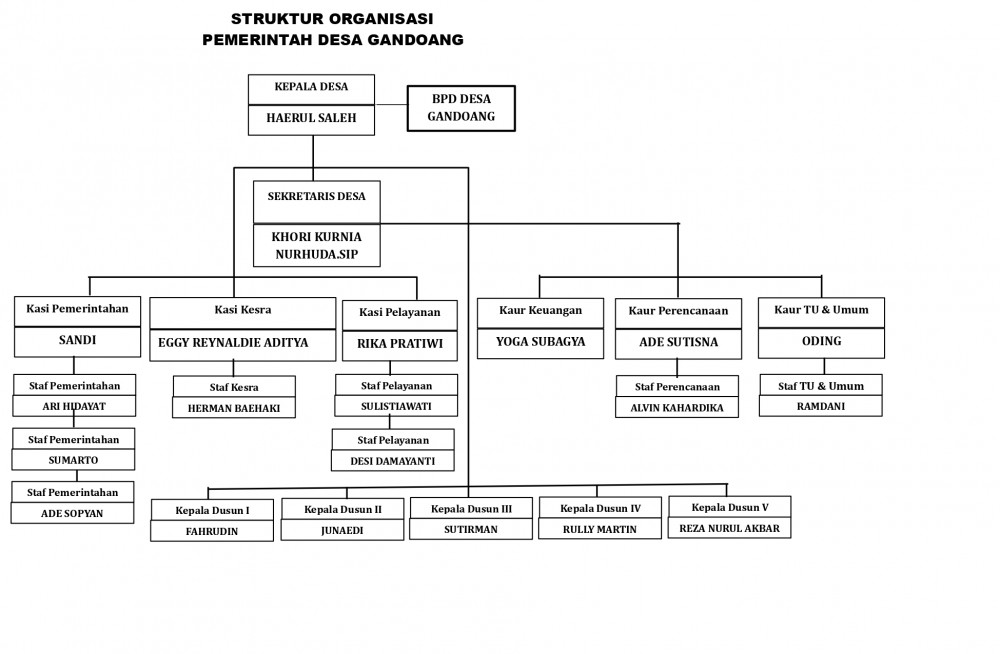 STRUKTUR ORGANISASI
PEMERINTAH DESA GANDOANG
KEPALA DESA
HAERUL SALEH
BPD DESA
GANDOANG
SEKRETARIS DESA
KHORI KURNIA
NURHUDA.SIP
Kasi Pemerintahan
SANDI
Kasi Kesra
EGGY REYNALDIE ADITYA
Kasi Pelayanan
RIKA PRATIWI
Kaur Keuangan
YOGA SUBAGYA
Kaur Perencanaan
ADE SUTISNA
Kaur TU & Umum
ODING
Staf Pemerintahan
ARI HIDAYAT
Staf Kesra
HERMAN BAEHAKI
Staf Pelayanan
SULISTIAWATI
Staf Perencanaan
ALVIN KAHARDIKA
Staf TU & Umum
RAMDANI
Staf Pemerintahan
SUMARTO
Staf Pelayanan
DESI DAMAYANTI
Staf Pemerintahan
ADE SOPYAN
Kepala Dusun I
FAHRUDIN
Kepala Dusun II
JUNAEDI
Kepala Dusun III
SUTIRMAN
Kepala Dusun IV
RULLY MARTIN
Kepala Dusun V
REZA NURUL AKBAR